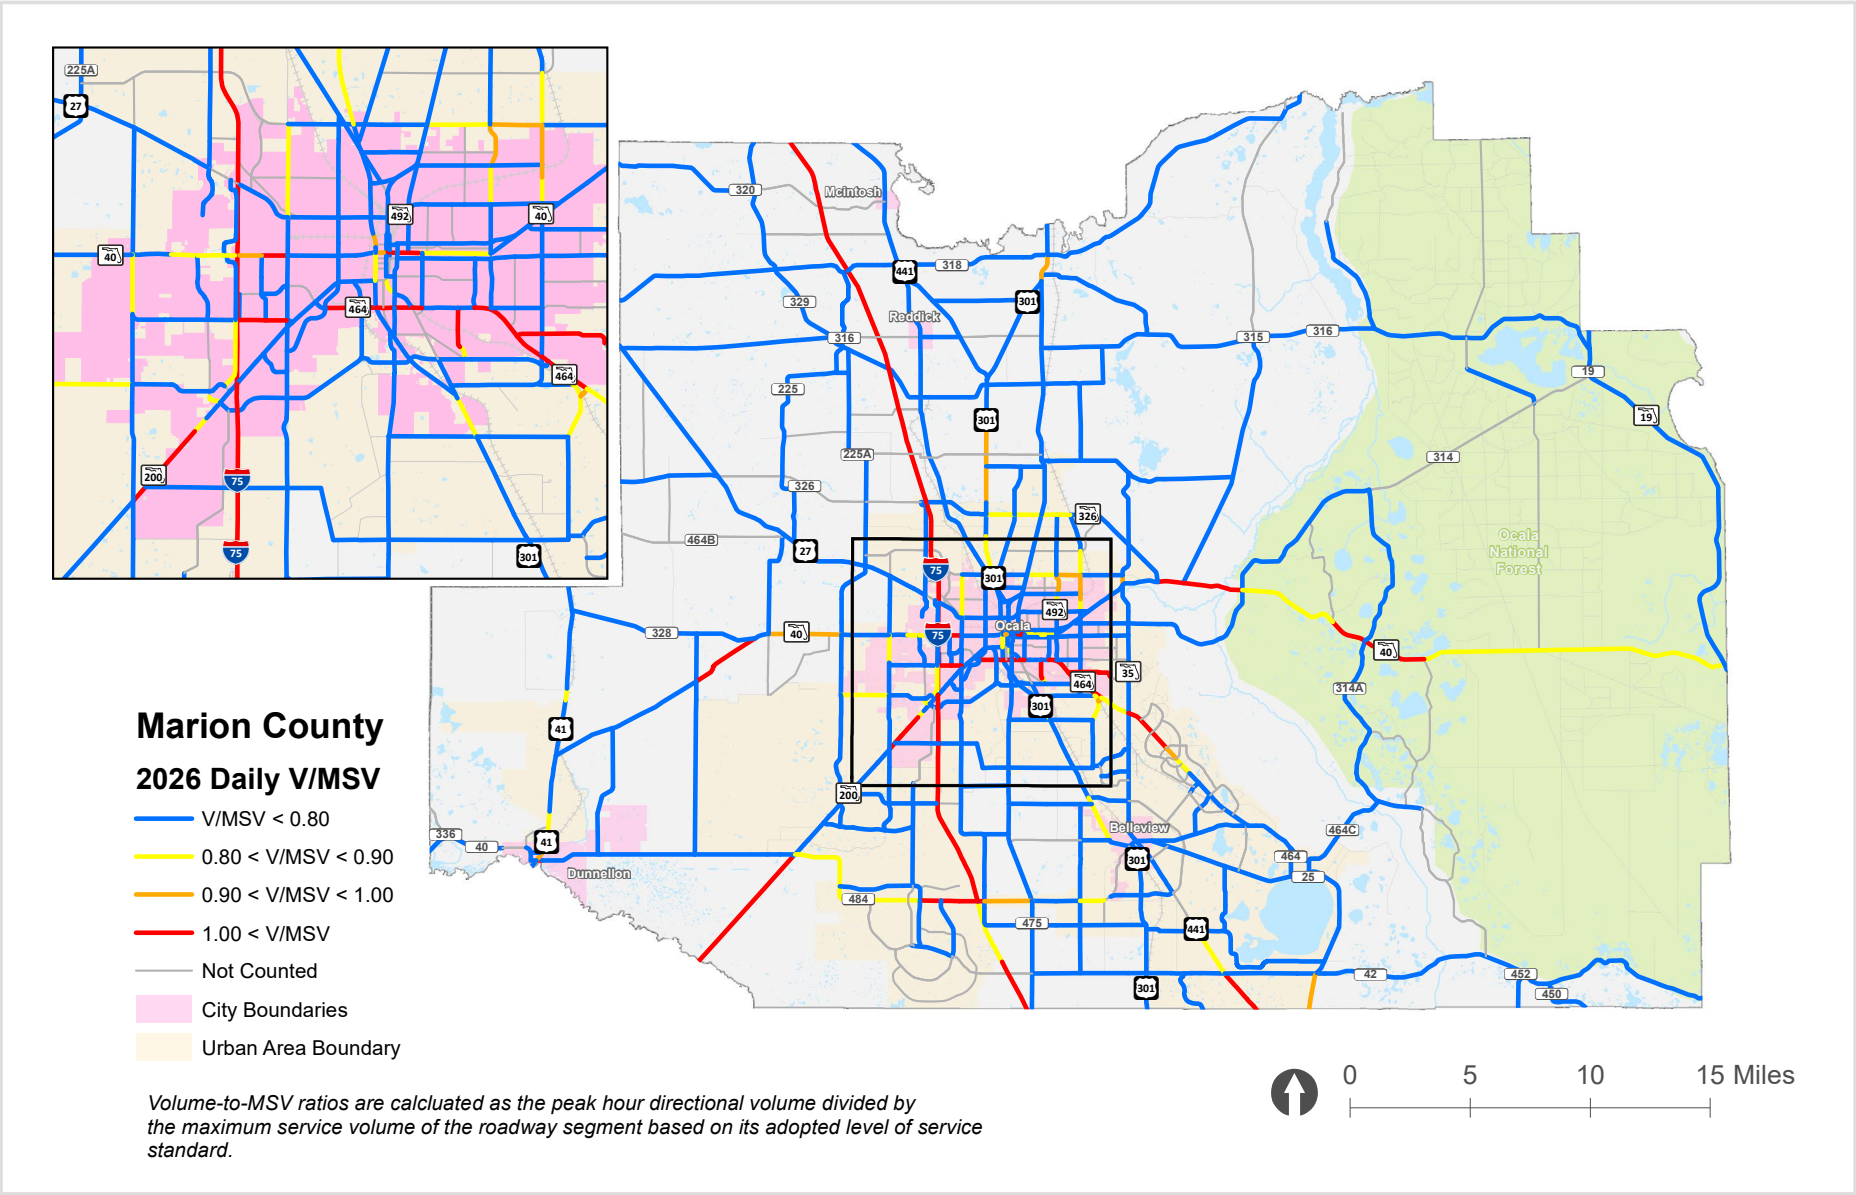 225A
27
40
492
40
464
464
200
75
75
301
320
McIntosh
441
318
329
301
Reddick
316
315
316
225
19
19
301
225A
314
326
326
464B
27
Ocala
National
Forest
75
301
492
328
40
75
Ocala
40
35
464
314A
301
41
200
Belleview
336
40
41
464C
301
464
25
Dunnellon
484
475
441
42
452
301
450
Marion County
2026 Daily V/MSV
V/MSV < 0.80
0.80 < V/MSV < 0.90
0.90 < V/MSV < 1.00
1.00 < V/MSV
Not Counted
City Boundaries
Urban Area Boundary
0 5 10 15 Miles
Volume-to-MSV ratios are calcluated as the peak hour directional volume divided by
the maximum service volume of the roadway segment based on its adopted level of service
standard.